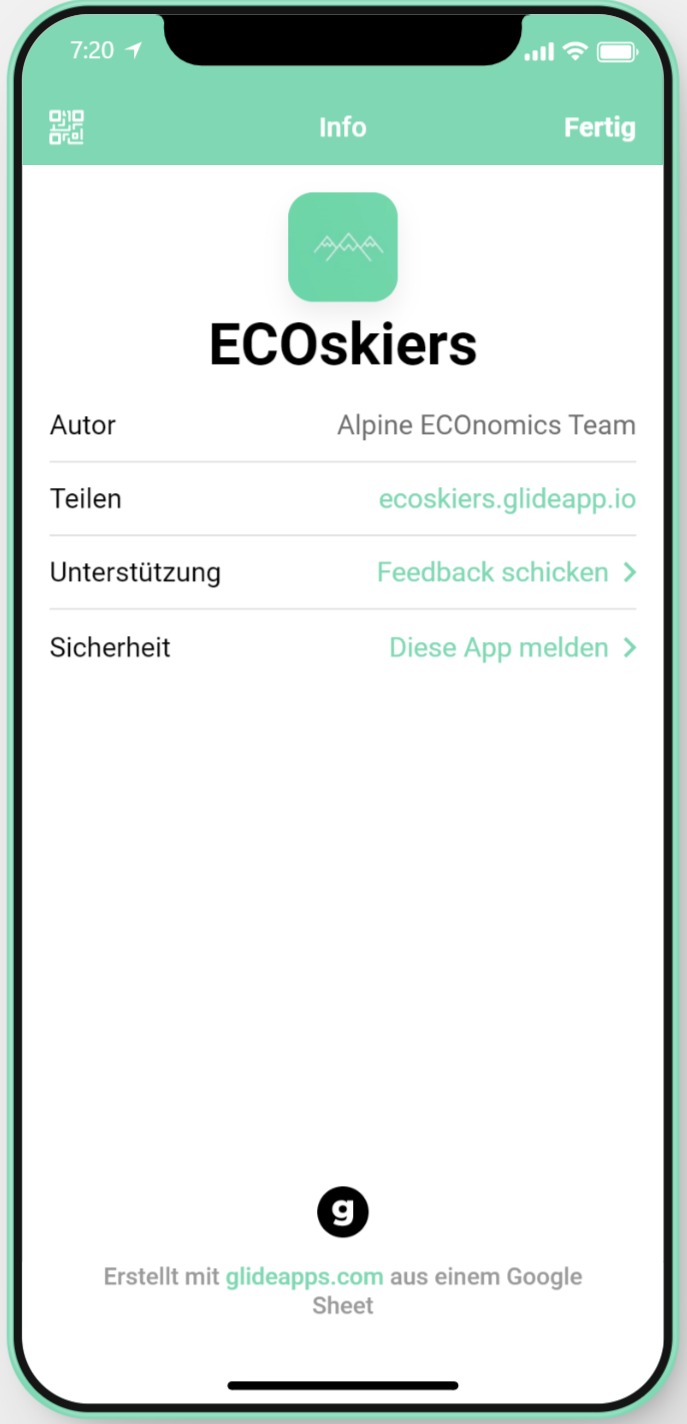 7:20
Info
Fertig
ECOskiers
Autor Alpine ECOnomics Team
Teilen ecoskiers.glideapp.io
Unterstützung Feedback schicken
Sicherheit Diese App melden
g
Erstellt mit glideapps.com aus einem Google
Sheet